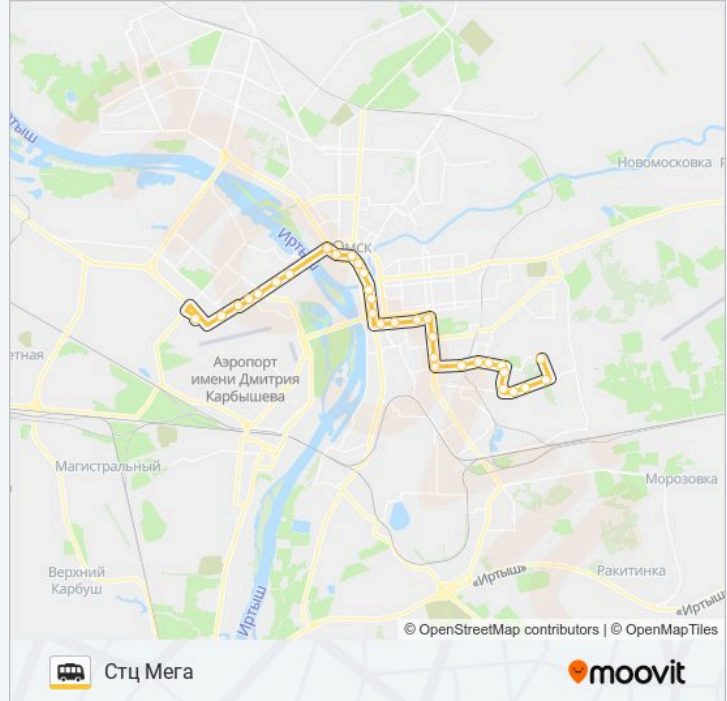 Иртыш
Новомосковка
Омск
Иртыш
Аэропорт
имени Дмитрия
Карбышева
Магистральный
Морозовка
Верхний
Карбуш
«Иртыш»
Ракитинка
«Иртыш»
Иртыш
© OpenStreetMap contributors | © OpenMapTiles
Стц Мега
moovit